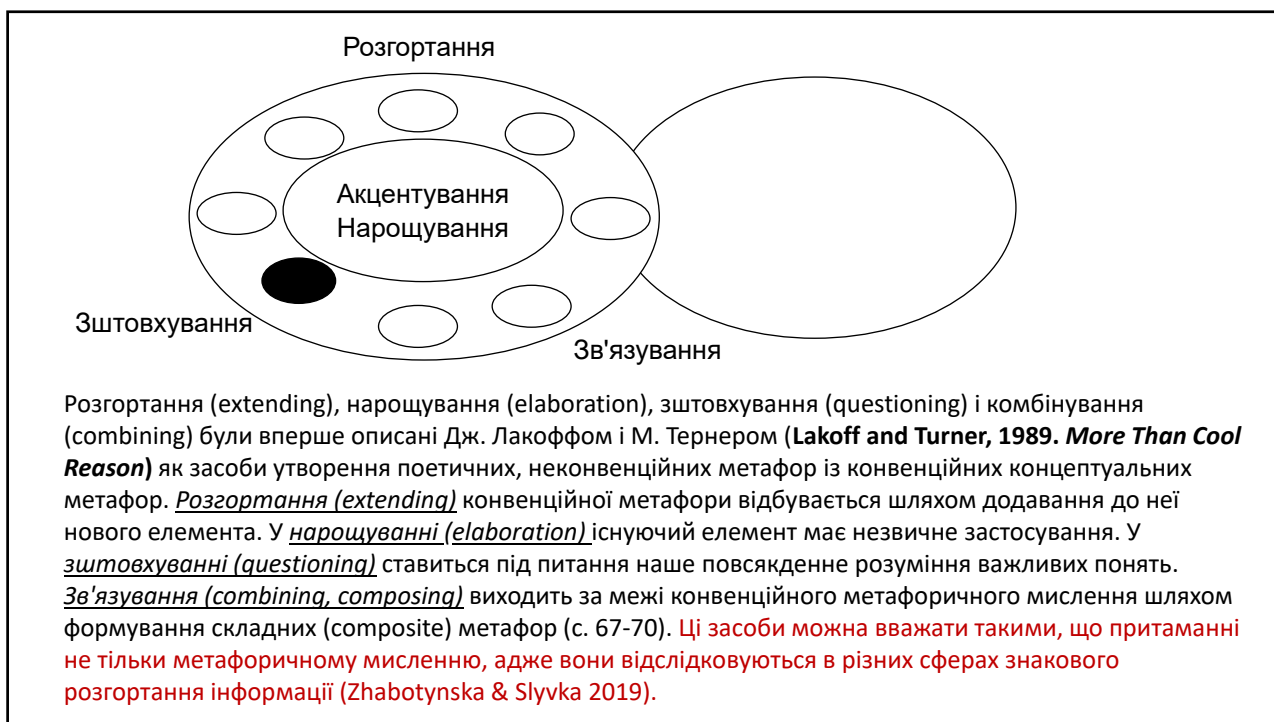 Розгортання
Акцентування
Нарощування
Зштовхування
Зв'язування
Розгортання (extending), нарощування (elaboration), зштовхування (questioning) і комбінування
(combining) були вперше описані Дж. Лакоффом і М. Тернером (Lakoff and Turner, 1989. More Than Cool
Reason) як засоби утворення поетичних, неконвенційних метафор із конвенційних концептуальних
метафор. Розгортання (extending) конвенційної метафори відбувається шляхом додавання до неї
нового елемента. У нарощуванні (elaboration) існуючий елемент має незвичне застосування. У
зштовхуванні (questioning) ставиться під питання наше повсякденне розуміння важливих понять.
Зв'язування (combining, composing) виходить за межі конвенційного метафоричного мислення шляхом
формування складних (composite) метафор (с. 67-70). Ці засоби можна вважати такими, що притаманні
не тільки метафоричному мисленню, адже вони відслідковуються в різних сферах знакового
розгортання інформації (Zhabotynska & Slyvka 2019).